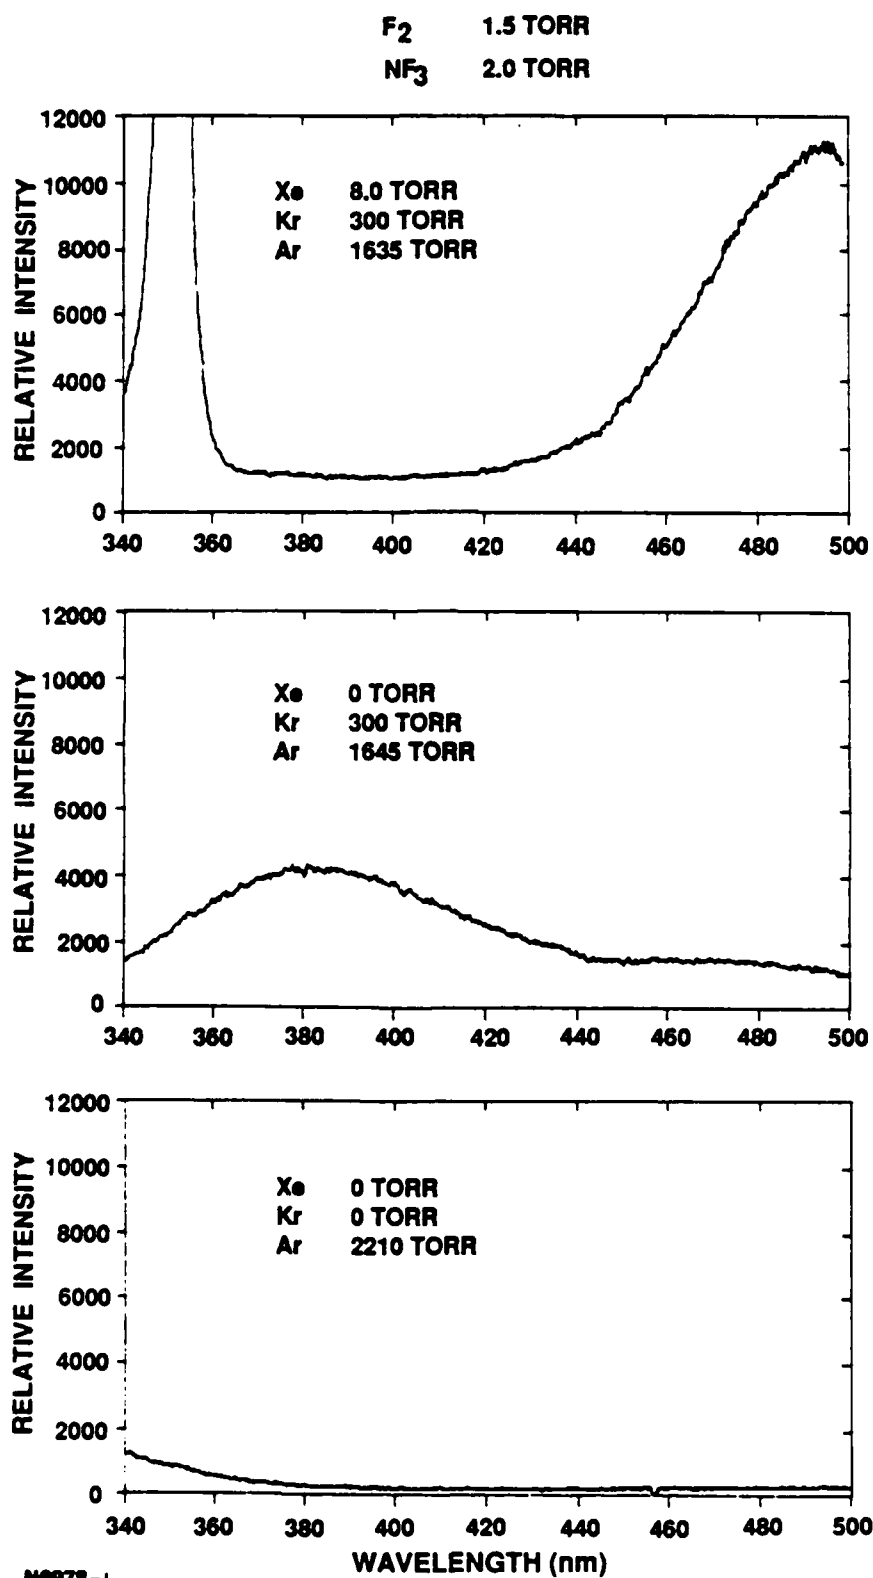 F2 1.5 TORR
NF3 2.0 TORR
12000
10000
8000
6000
4000
2000
0
RELATIVE INTENSITY
Xe 8.0 TORR
Kr 300 TORR
Ar 1635 TORR
340 360 380 400 420 440 460 480 500
12000
10000
8000
6000
4000
2000
0
RELATIVE INTENSITY
Xe 0 TORR
Kr 300 TORR
Ar 1645 TORR
340 360 380 400 420 440 460 480 500
12000
10000
8000
6000
4000
2000
0
RELATIVE INTENSITY
Xe 0 TORR
Kr 0 TORR
Ar 2210 TORR
340 360 380 400 420 440 460 480 500
WAVELENGTH (nm)